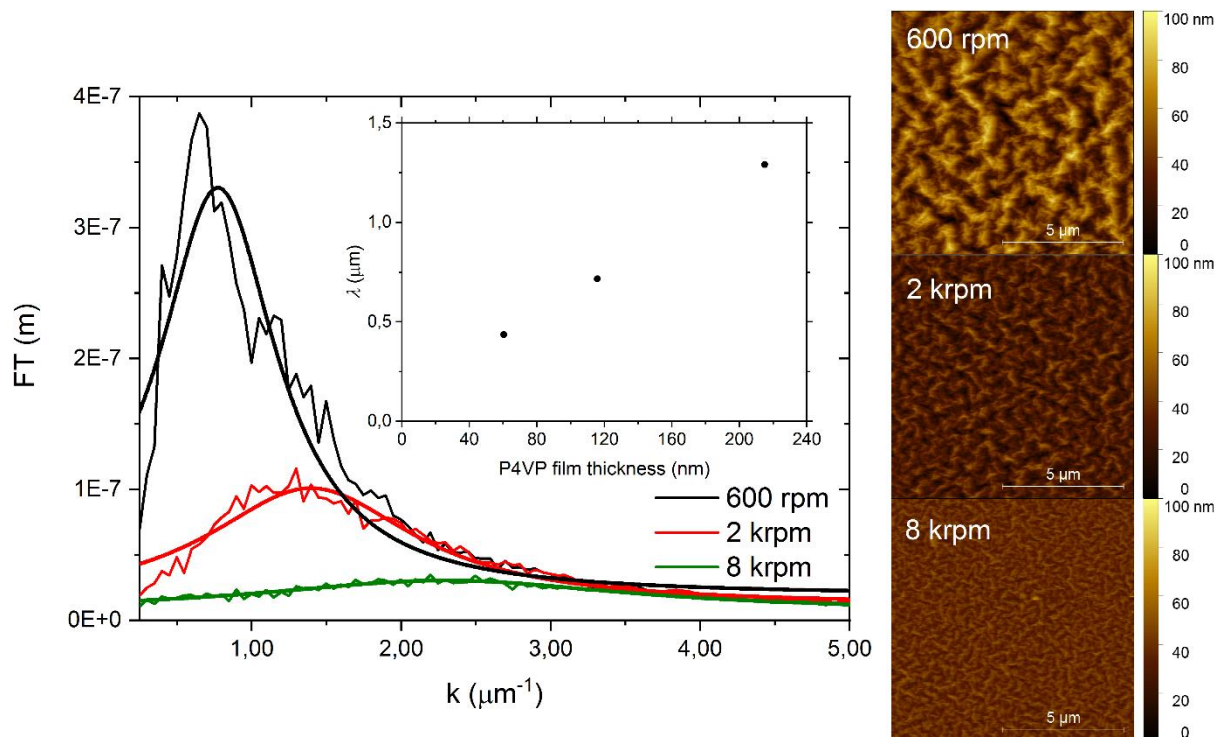 4E-7
3E-7
2E-7
1E-7
0E+0
FT (m)
1,00 2,00 3,00 4,00 5,00
k (μm⁻¹)
1,5
1,0
0,5
0,0
λ (μm)
0 40 80 120 160 200 240
P4VP film thickness (nm)
600 rpm
2 krpm
8 krpm
600 rpm
5 μm
100 nm
80
60
40
20
0
2 krpm
5 μm
100 nm
80
60
40
20
0
8 krpm
5 μm
100 nm
80
60
40
20
0